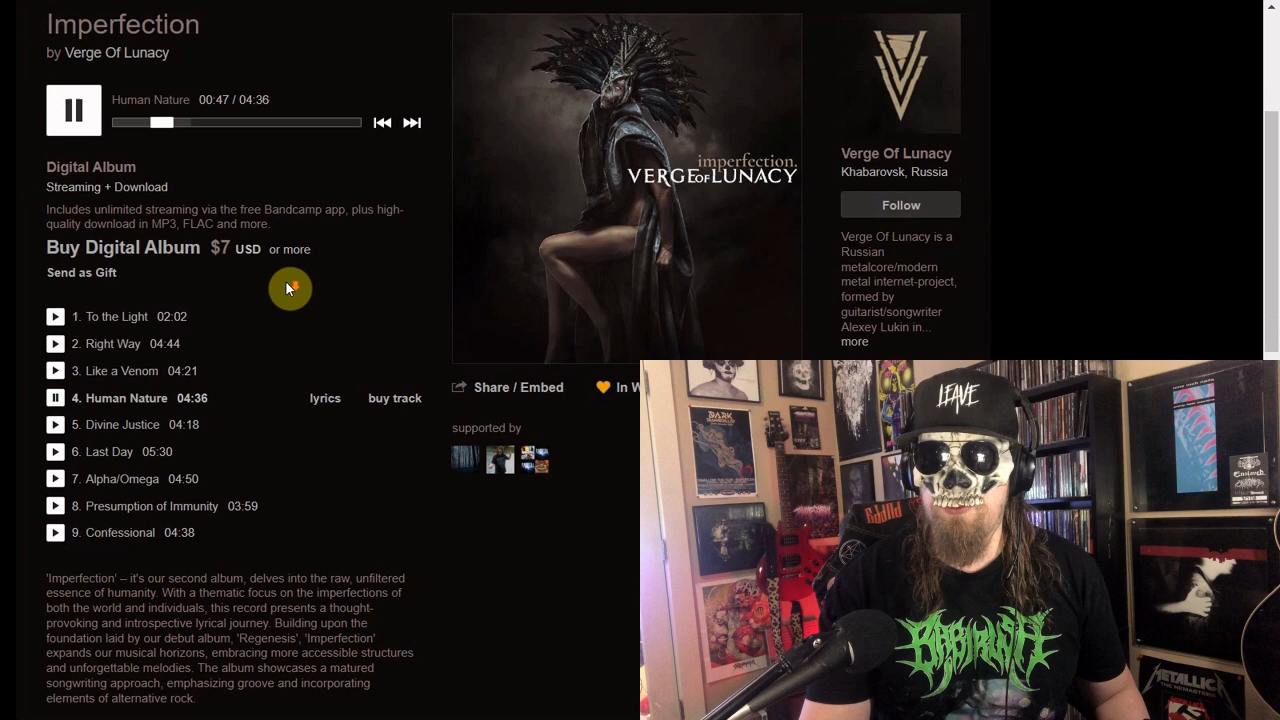 Imperfection
by Verge Of Lunacy
Human Nature 00:47 / 04:36
Digital Album
Streaming + Download
Includes unlimited streaming via the free Bandcamp app, plus high-
quality download in MP3, FLAC and more.
Buy Digital Album $7 USD or more
Send as Gift
1. To the Light 02:02
2. Right Way 04:44
3. Like a Venom 04:21
4. Human Nature 04:36 lyrics buy track
5. Divine Justice 04:18
6. Last Day 05:30
7. Alpha/Omega 04:50
8. Presumption of Immunity 03:59
9. Confessional 04:38
'Imperfection' – it's our second album, delves into the raw, unfiltered
essence of humanity. With a thematic focus on the imperfections of
both the world and individuals, this record presents a thought-
provoking and introspective lyrical journey. Building upon the
foundation laid by our debut album, 'Regenesis', 'Imperfection'
expands our musical horizons, embracing more accessible structures
and unforgettable melodies. The album showcases a matured
songwriting approach, emphasizing groove and incorporating
elements of alternative rock.
imperfection.
VERGE OF LUNACY
Share / Embed
In W
supported by
Verge Of Lunacy
Khabarovsk, Russia
Follow
Verge Of Lunacy is a
Russian
metalcore/modern
metal internet-project,
formed by
guitarist/songwriter
Alexey Lukin in...
more
LEAVE
DARK
BABIRUSA
Enslaved
METALLICA
THE REMASTERS